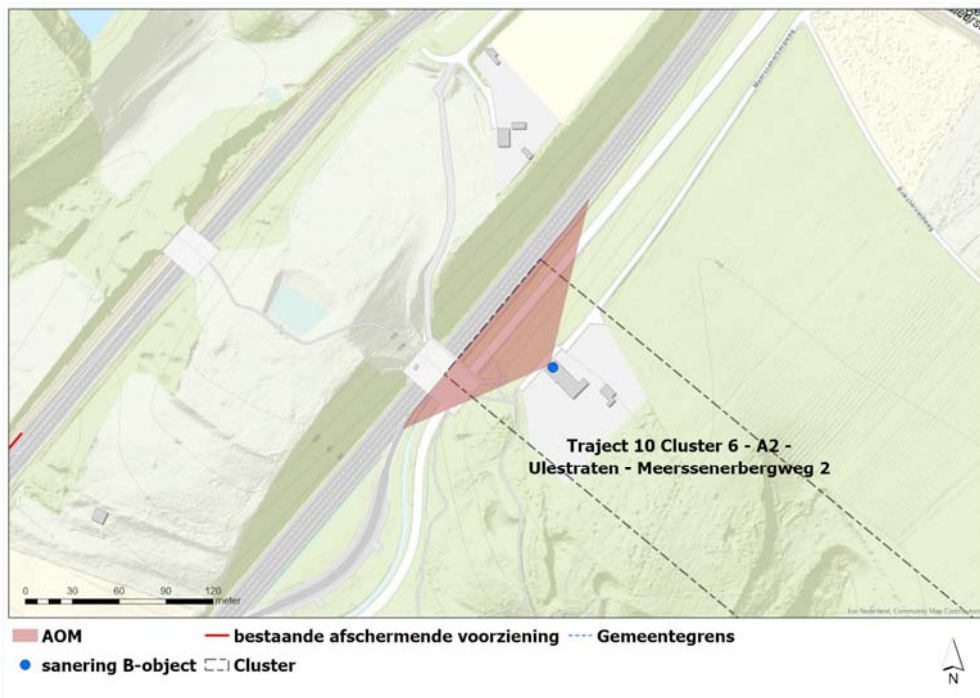 Meerssenerbergweg
Traject 10 Cluster 6 - A2 -
Ulestraten - Meerssenerbergweg 2
0 30 60 90 120
meter
Esri Nederland, Community Map Contributors
AOM
bestaande afschermende voorziening
Gemeentegrens
sanering B-object
Cluster
N